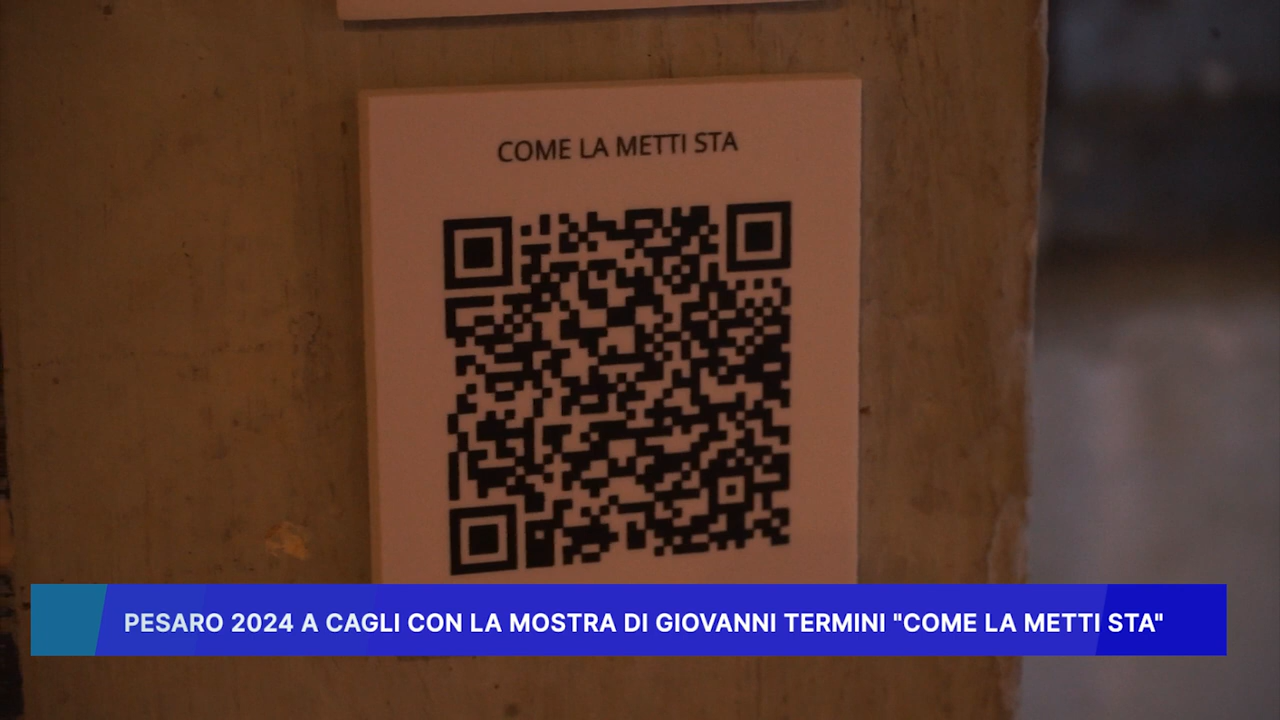 COME LA METTI STA
PESARO 2024 A CAGLI CON LA MOSTRA DI GIOVANNI TERMINI "COME LA METTI STA"